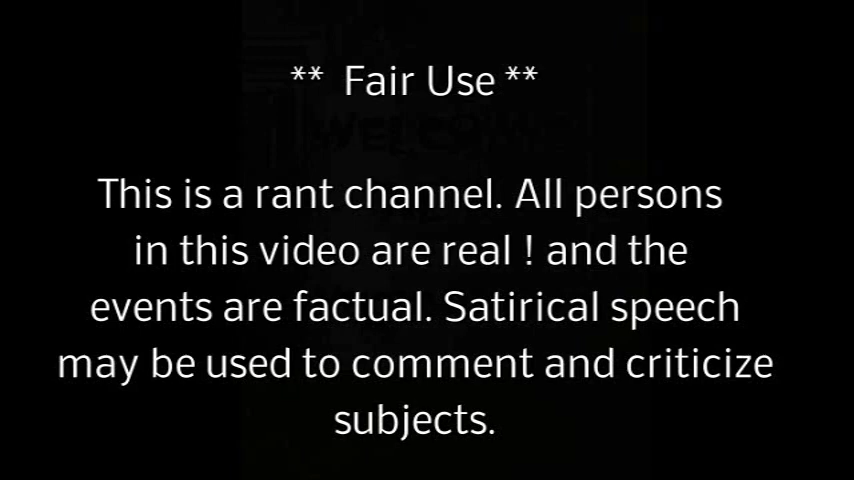 ** Fair Use **
This is a rant channel. All persons
in this video are real ! and the
events are factual. Satirical speech
may be used to comment and criticize
subjects.